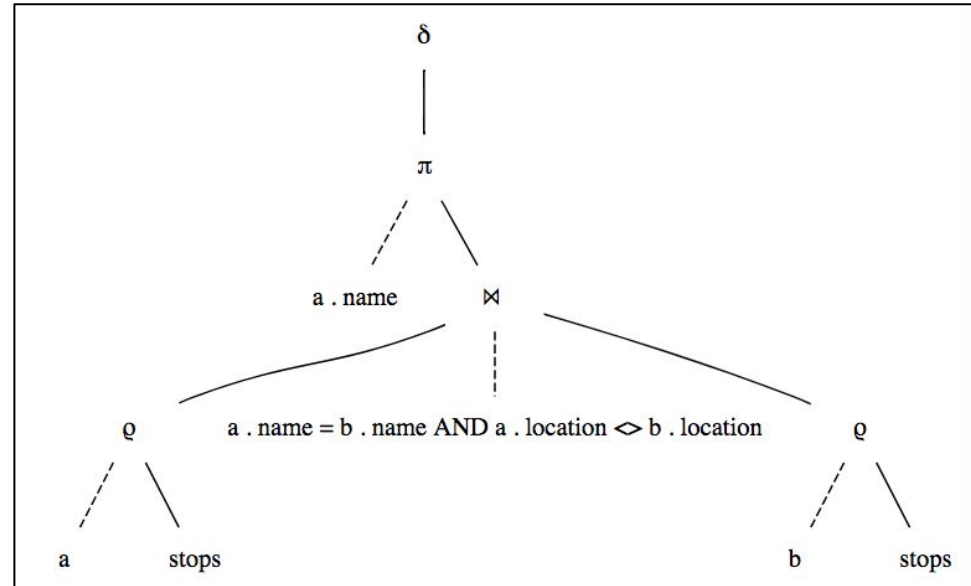 δ
π
a . name ⋈
ϱ a . name = b . name AND a . location <> b . location ϱ
a stops b stops